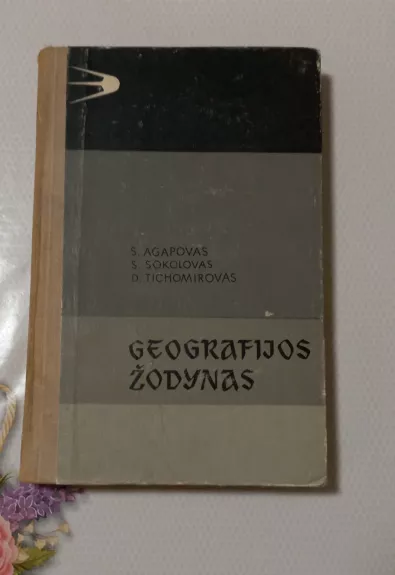 S. AGAPOVAS
S. SOKOLOVAS
D. TICHOMIROVAS
GEOGRAFIJOS
ŽODYNAS